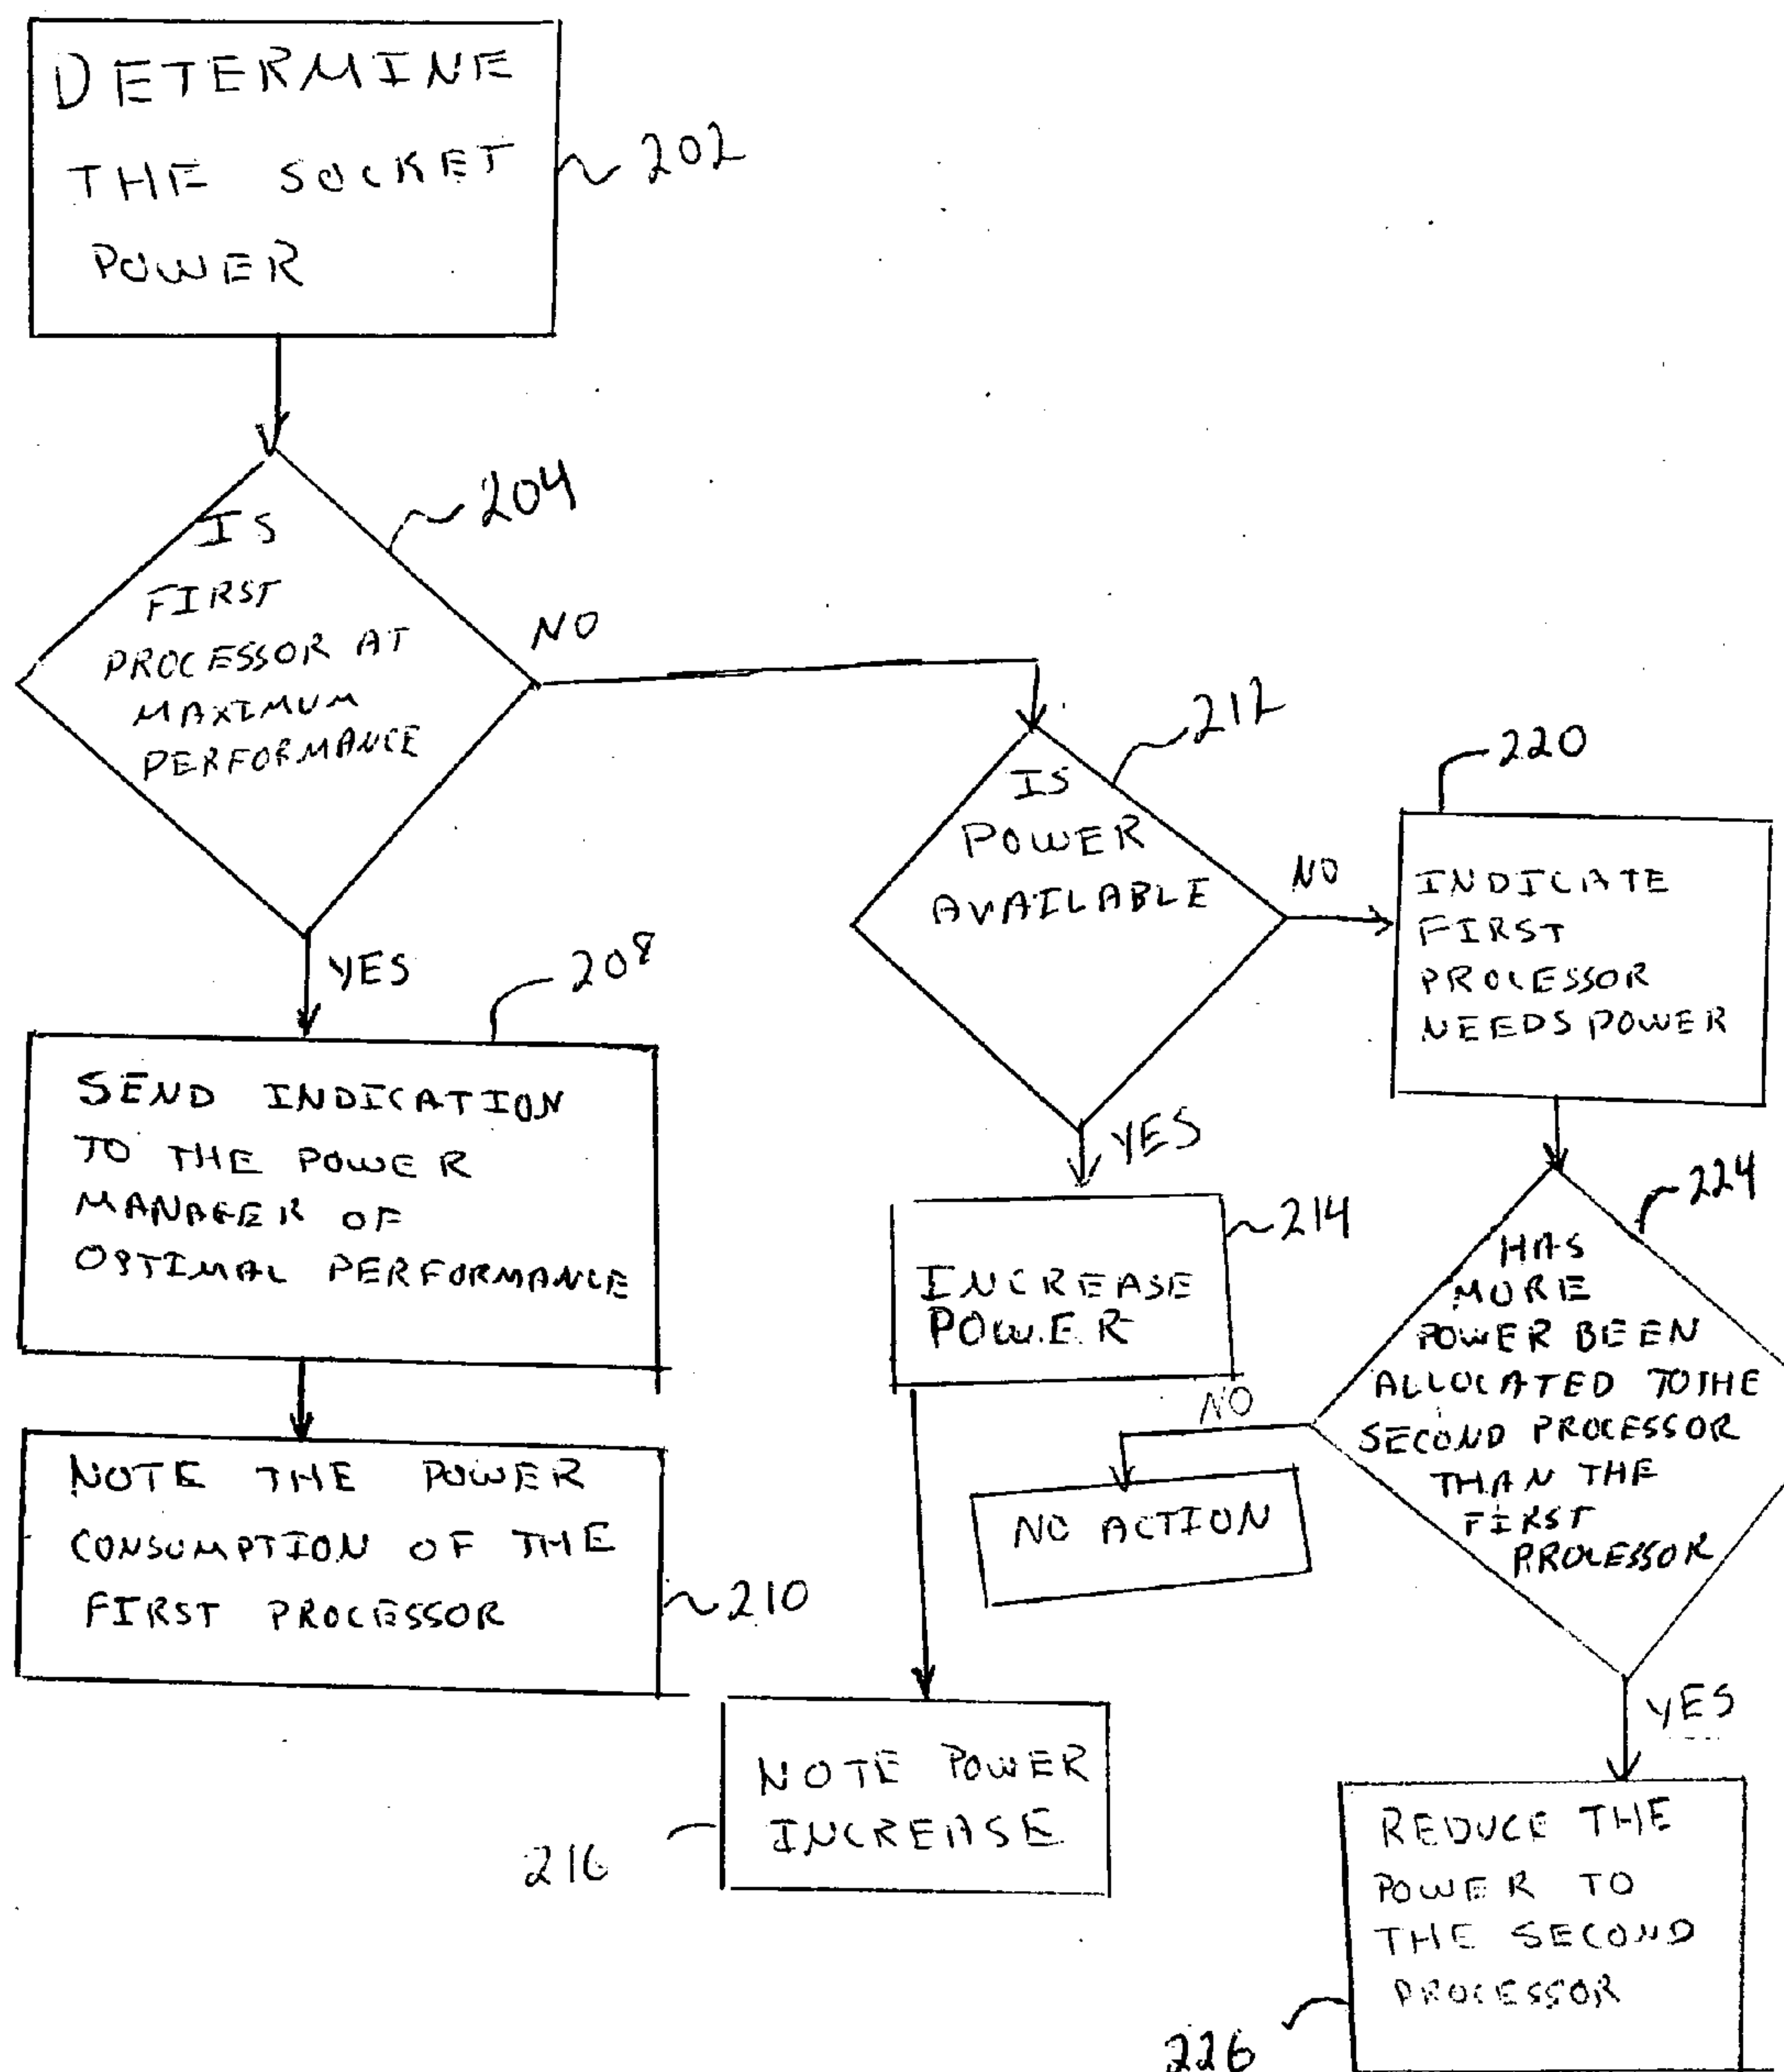 DETERMINE
THE SOCKET
POWER
202
IS
FIRST
PROCESSOR AT
MAXIMUM
PERFORMANCE
204
NO
YES
208
SEND INDICATION
TO THE POWER
MANAGER OF
OPTIMAL PERFORMANCE
NOTE THE POWER
CONSUMPTION OF THE
FIRST PROCESSOR
210
212
IS
POWER
AVAILABLE
NO
YES
214
INCREASE
POWER
NOTE POWER
INCREASE
216
220
INDICATE
FIRST
PROCESSOR
NEEDS POWER
224
HAS
MORE
POWER BEEN
ALLOCATED TO THE
SECOND PROCESSOR
THAN THE
FIRST
PROCESSOR
NO
NO ACTION
YES
REDUCE THE
POWER TO
THE SECOND
PROCESSOR
226